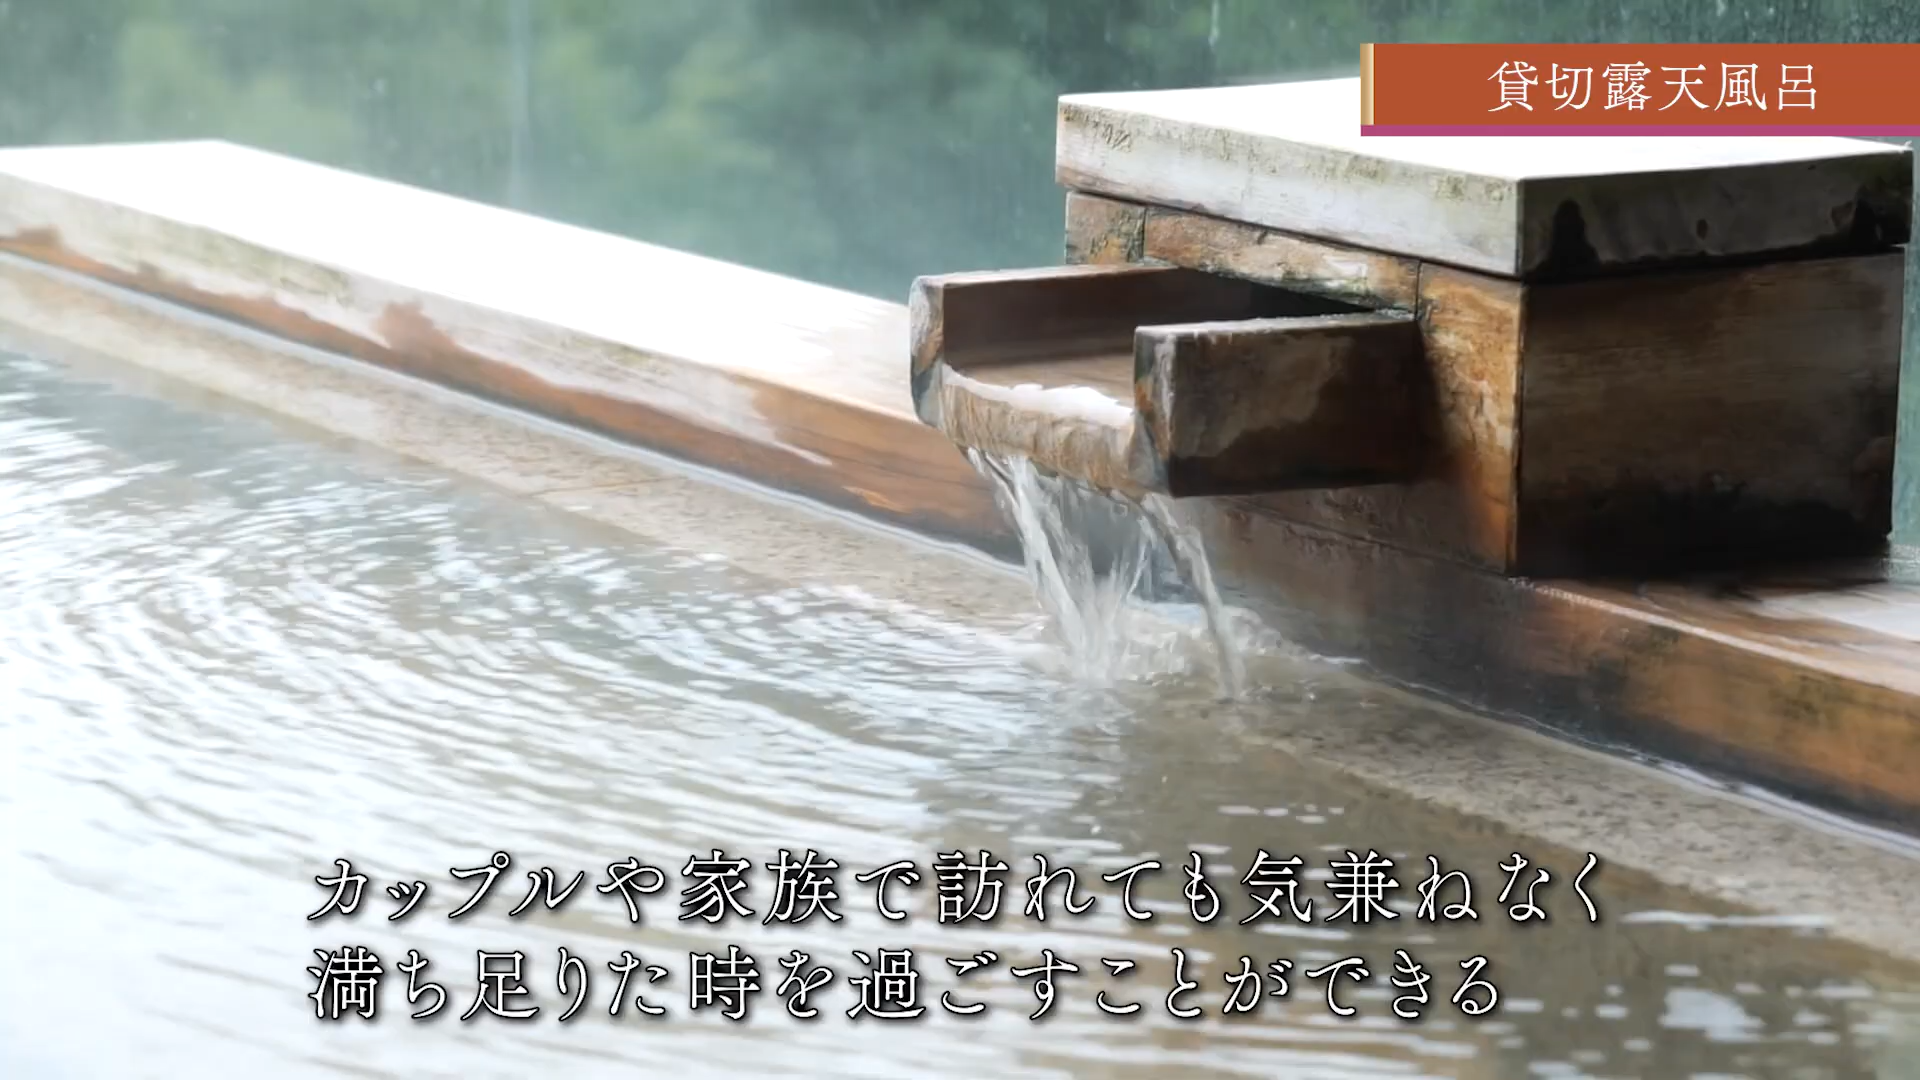 貸切露天風呂
カップルや家族で訪れても気兼ねなく
満ち足りた時を過ごすことができる